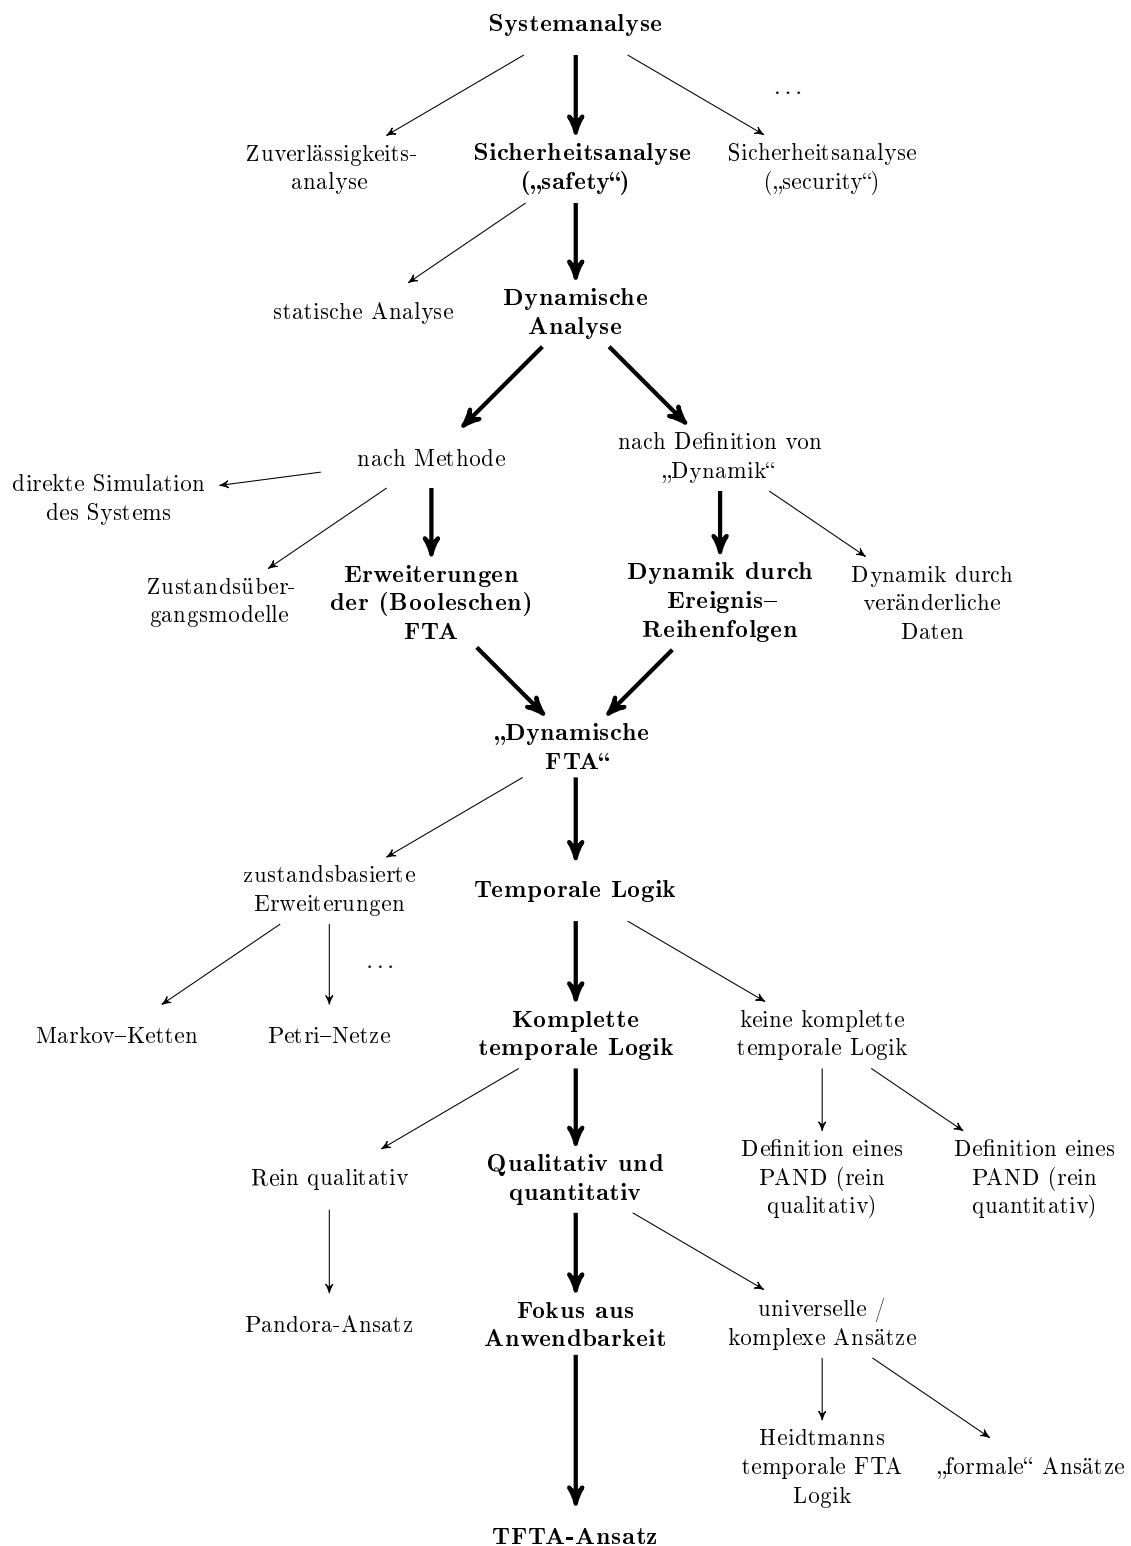 Systemanalyse
. . .
Zuverlässigkeits-
analyse
Sicherheitsanalyse
(„safety“)
Sicherheitsanalyse
(„security“)
statische Analyse
Dynamische
Analyse
nach Methode
nach Definition von
„Dynamik“
direkte Simulation
des Systems
Zustandsüber-
gangsmodelle
Erweiterungen
der (Booleschen)
FTA
Dynamik durch
Ereignis–
Reihenfolgen
Dynamik durch
veränderliche
Daten
„Dynamische
FTA“
zustandsbasierte
Erweiterungen
Temporale Logik
. . .
Markov–Ketten
Petri–Netze
Komplette
temporale Logik
keine komplette
temporale Logik
Rein qualitativ
Qualitativ und
quantitativ
Definition eines
PAND (rein
qualitativ)
Definition eines
PAND (rein
quantitativ)
Pandora-Ansatz
Fokus aus
Anwendbarkeit
universelle /
komplexe Ansätze
Heidtmanns
temporale FTA
Logik
„formale“ Ansätze
TFTA-Ansatz